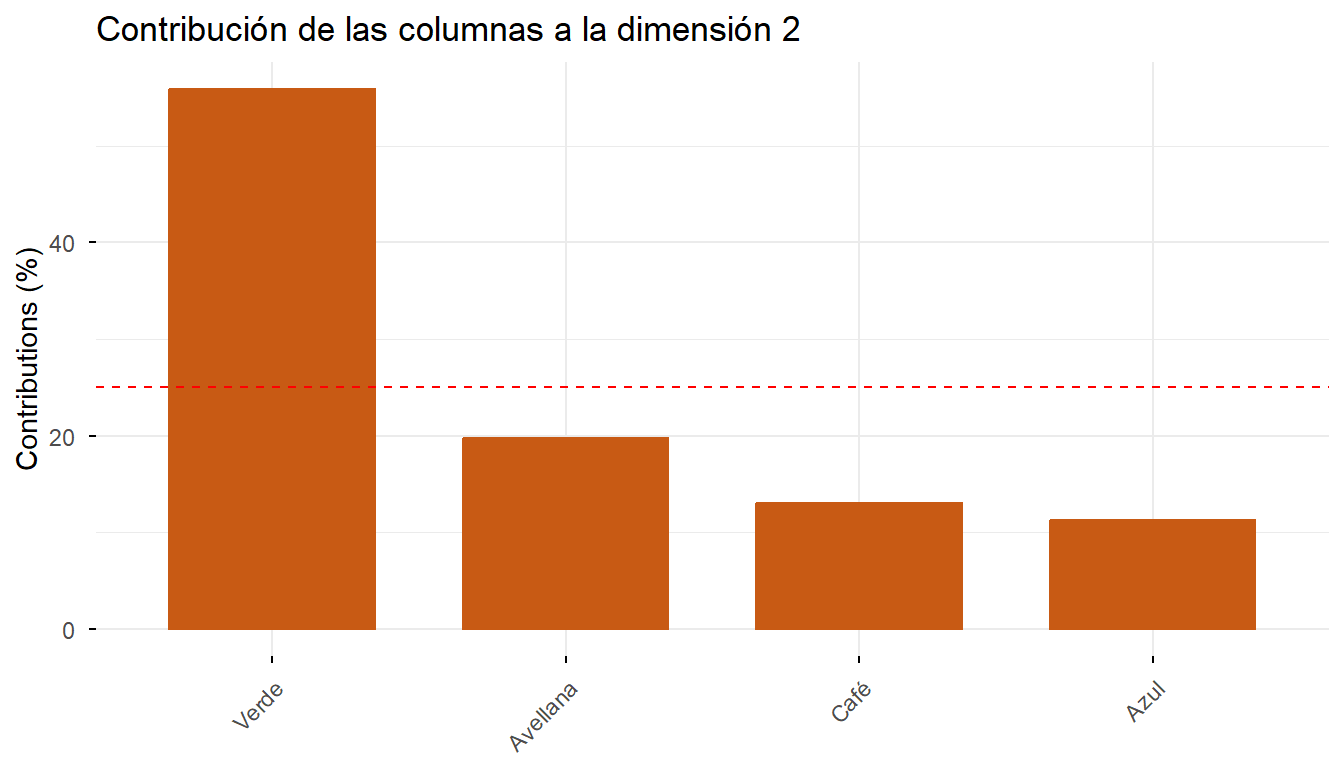 Contribución de las columnas a la dimensión 2
Contributions (%)
40
20
0
Verde
Avellana
Café
Azul